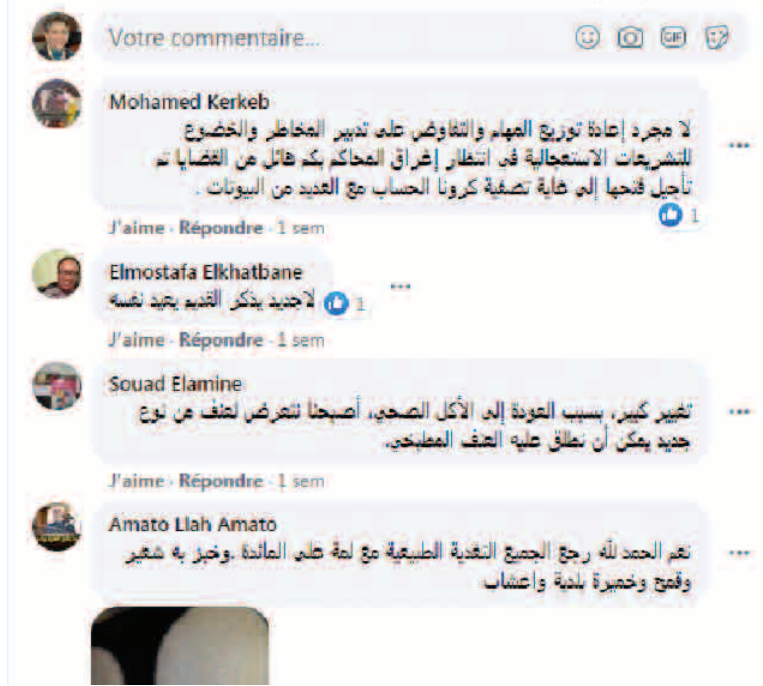 Votre commentaire...
GIF
Mohamed Kerkeb
لا مجرد إعادة توزيع المهام والتفاوض على تدبير المخاطر والخضوع
للتشريعات الاستعجالية في انتظار إغراق المحاكم بكم هائل من القضايا تم
تأجيل فتحها إلى غاية تصفية كرونا الحساب مع العديد من البيوتات .
1
J'aime · Répondre · 1 sem
Elmostafa Elkhatbane
لاجديد يذكر القديم يعيد نفسه
1
J'aime · Répondre · 1 sem
Souad Elamine
تغيير كبير، بسبب العودة إلى الأكل الصحي، أصبحنا نتعرض لعنف من نوع
جديد يمكن أن نطلق عليه العنف المطبخي.
J'aime · Répondre · 1 sem
Amato Llah Amato
نعم الحمد لله رجع الجميع التغدية الطبيعية مع لمة على المائدة .وخبز به شعير
وقمح وخميرة بلدية واعشاب